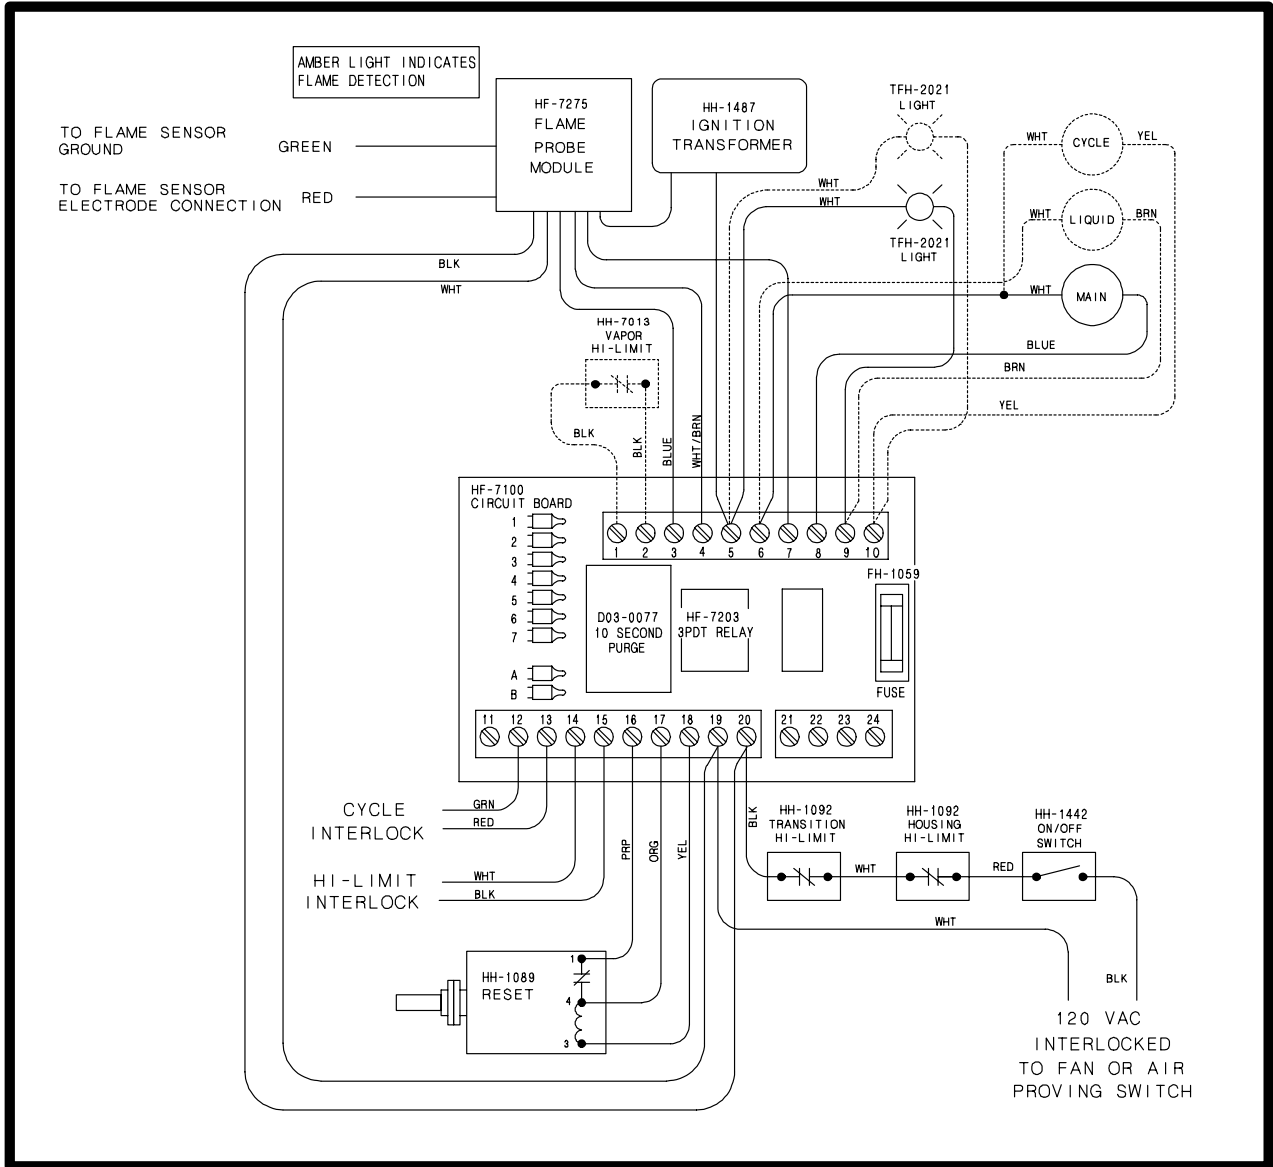 AMBER LIGHT INDICATES
FLAME DETECTION
HF-7275
FLAME
PROBE
MODULE
HH-1487
IGNITION
TRANSFORMER
TFH-2021
LIGHT
TO FLAME SENSOR
GROUND
GREEN
TO FLAME SENSOR
ELECTRODE CONNECTION
RED
WHT
WHT
TFH-2021
LIGHT
WHT
CYCLE
YEL
WHT
LIQUID
BRN
WHT
MAIN
BLK
WHT
HH-7013
VAPOR
HI-LIMIT
BLUE
BRN
YEL
BLK
BLK
BLUE
WHT/BRN
HF-7100
CIRCUIT BOARD
1
2
3
4
5
6
7
A
B
1 2 3 4 5 6 7 8 9 10
D03-0077
10 SECOND
PURGE
HF-7203
3PDT RELAY
FH-1059
FUSE
11 12 13 14 15 16 17 18 19 20
21 22 23 24
CYCLE
INTERLOCK
GRN
RED
HI-LIMIT
INTERLOCK
WHT
BLK
PRP
ORG
YEL
BLK
HH-1092
TRANSITION
HI-LIMIT
WHT
HH-1092
HOUSING
HI-LIMIT
RED
HH-1442
ON/OFF
SWITCH
WHT
BLK
HH-1089
RESET
1
4
3
120 VAC
INTERLOCKED
TO FAN OR AIR
PROVING SWITCH